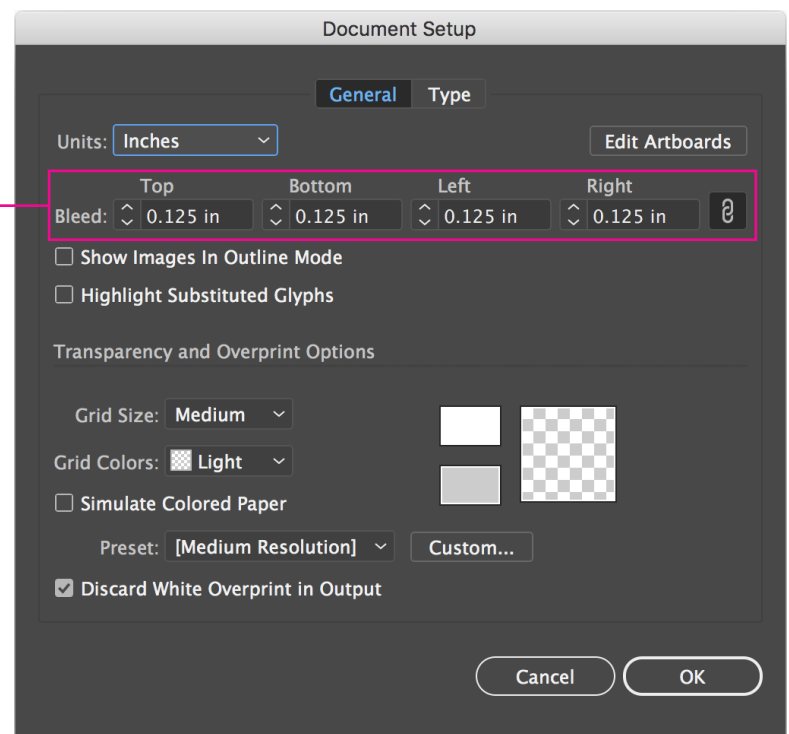 Document Setup
General Type
Units: Inches Edit Artboards
Top Bottom Left Right
Bleed: 0.125 in 0.125 in 0.125 in 0.125 in
Show Images In Outline Mode
Highlight Substituted Glyphs
Transparency and Overprint Options
Grid Size: Medium
Grid Colors: Light
Simulate Colored Paper
Preset: [Medium Resolution] Custom...
Discard White Overprint in Output
Cancel OK